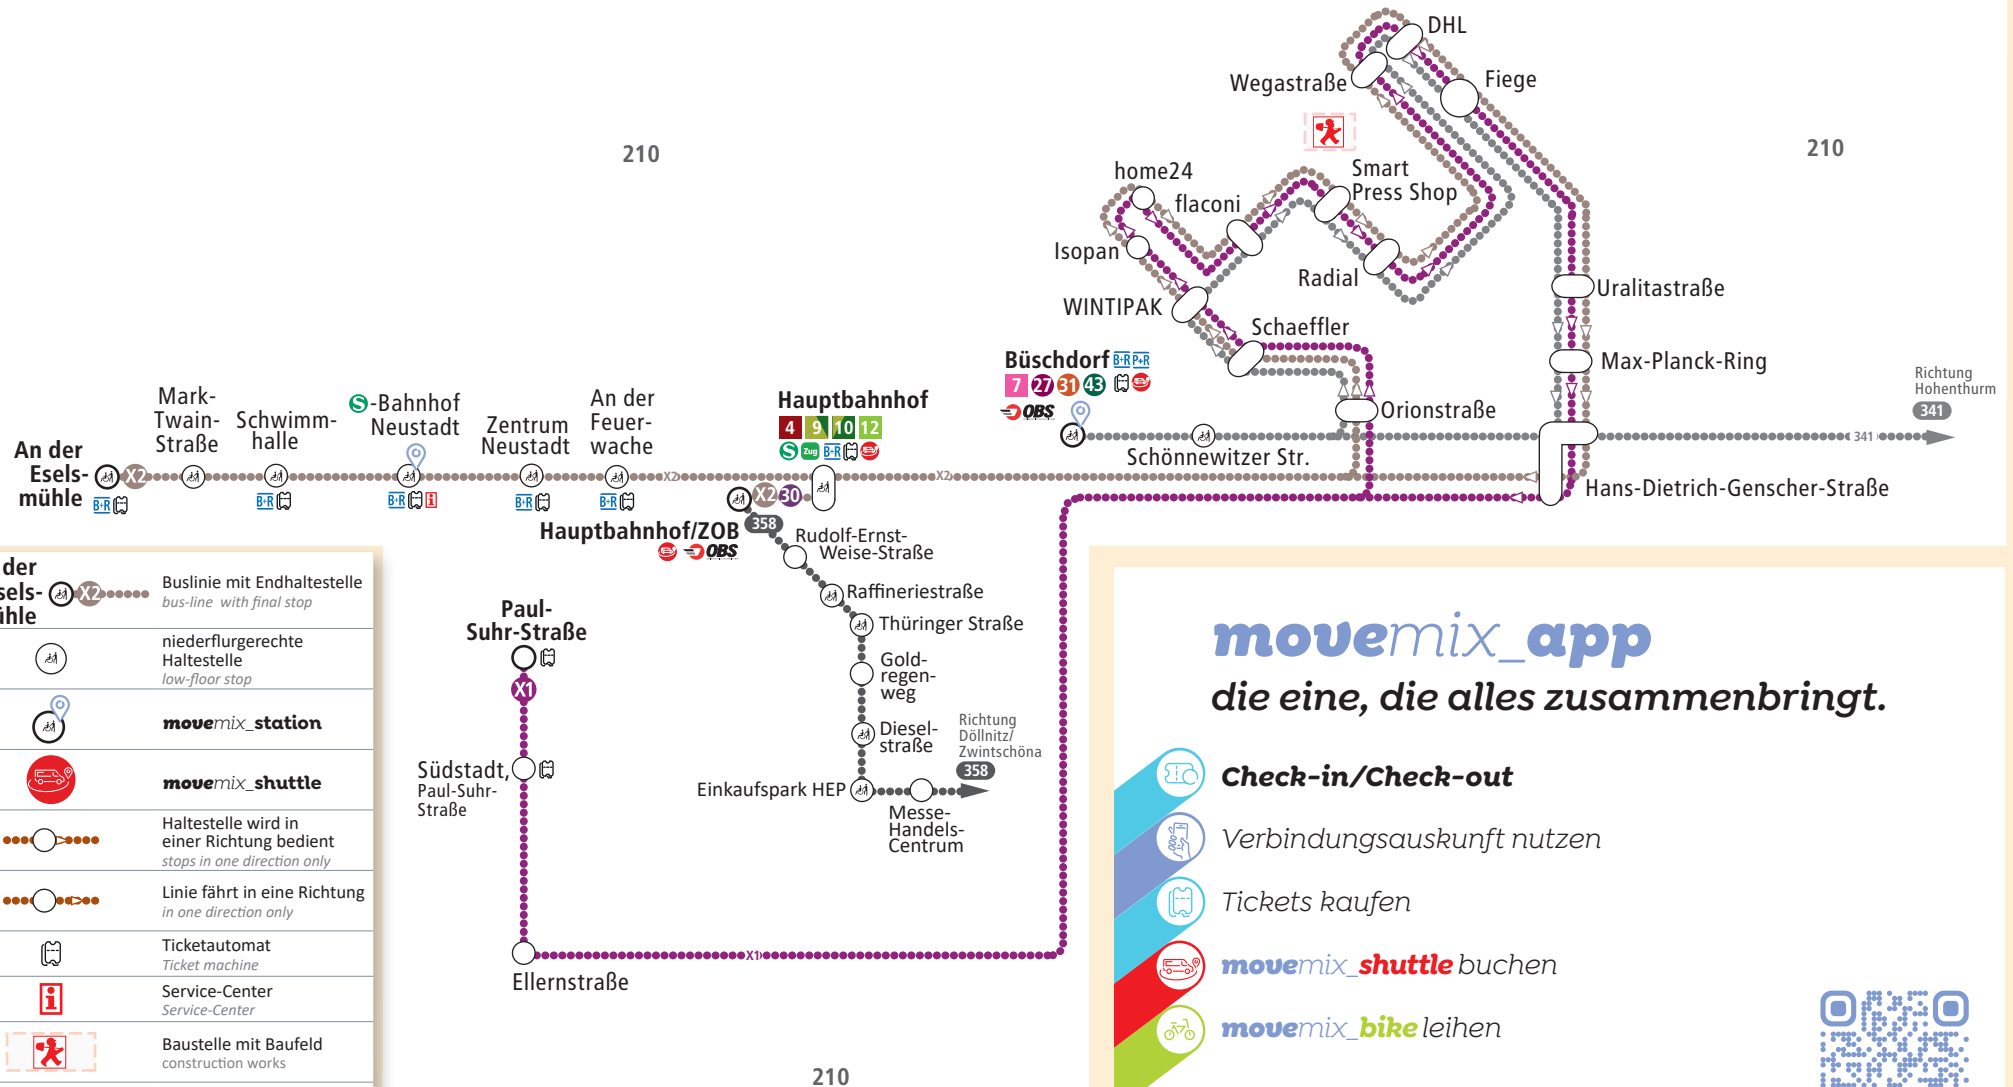 DHL
Wegastraße
Fiege
210
210
home24
flaconi
Smart
Press Shop
Isopan
Radial
WINTIPAK
Uralitastraße
Schaeffler
Max-Planck-Ring
Büschdorf B+R P+R
7 27 31 43
OBS
Orionstraße
Schönnewitzer Str.
341
Richtung
Hohenthurm
341
Hans-Dietrich-Genscher-Straße
An der
Esels-
mühle
B+R
X2
Mark-
Twain-
Straße
Schwimm-
halle
B+R
S-Bahnhof
Neustadt
B+R i
Zentrum
Neustadt
B+R
An der
Feuer-
wache
B+R
X2
Hauptbahnhof
4 9 10 12
S Zug B+R
X2
X2 30
358
Hauptbahnhof/ZOB
OBS
Rudolf-Ernst-
Weise-Straße
Raffineriestraße
Thüringer Straße
Gold-
regen-
weg
Diesel-
straße
Einkaufspark HEP
Messe-
Handels-
Centrum
Richtung
Döllnitz/
Zwintschöna
358
Paul-
Suhr-Straße
X1
Südstadt,
Paul-Suhr-
Straße
Ellernstraße
X1
210
der
sels-
ühle
X2
Buslinie mit Endhaltestelle
bus-line with final stop
niederflurgerechte
Haltestelle
low-floor stop
movemix_station
movemix_shuttle
Haltestelle wird in
einer Richtung bedient
stops in one direction only
Linie fährt in eine Richtung
in one direction only
Ticketautomat
Ticket machine
i
Service-Center
Service-Center
Baustelle mit Baufeld
construction works
movemix_app
die eine, die alles zusammenbringt.
Check-in/Check-out
Verbindungsauskunft nutzen
Tickets kaufen
movemix_shuttle buchen
movemix_bike leihen